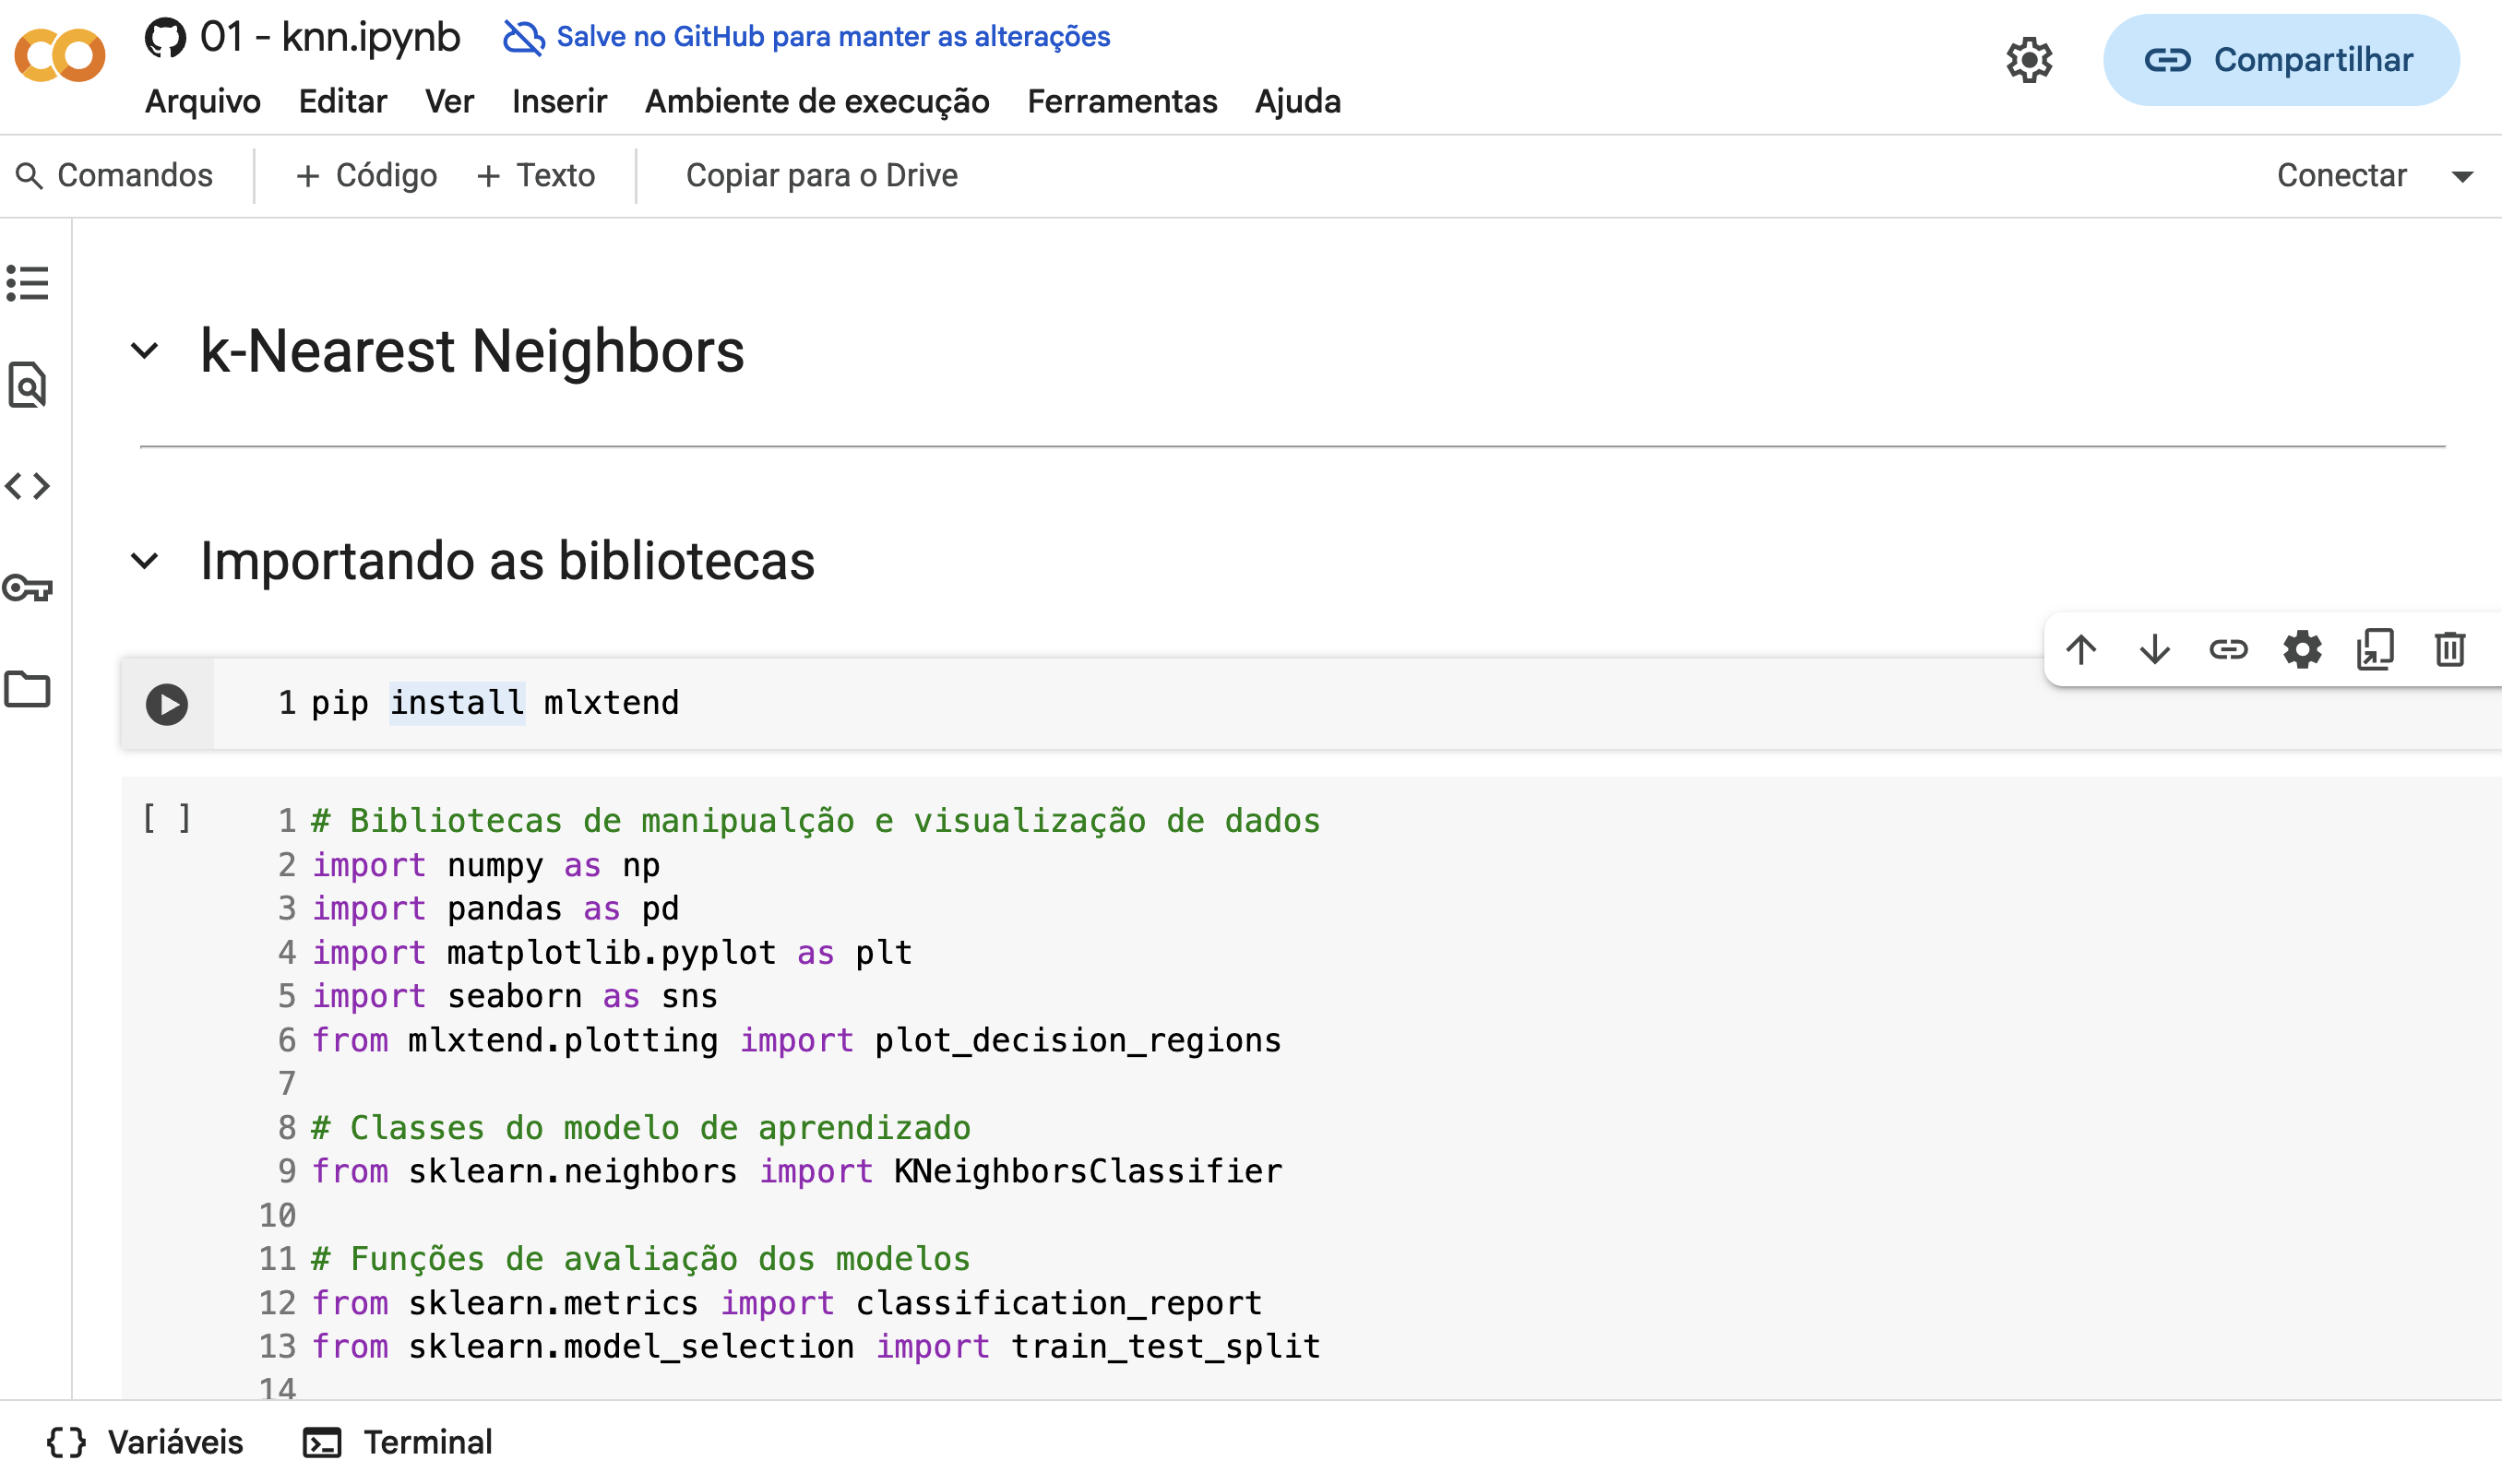 01 - knn.ipynb Salve no GitHub para manter as alterações
Compartilhar
Arquivo Editar Ver Inserir Ambiente de execução Ferramentas Ajuda
Comandos + Código + Texto Copiar para o Drive Conectar
k-Nearest Neighbors
Importando as bibliotecas
1 pip install mlxtend
[ ]
1 # Bibliotecas de manipualção e visualização de dados
2 import numpy as np
3 import pandas as pd
4 import matplotlib.pyplot as plt
5 import seaborn as sns
6 from mlxtend.plotting import plot_decision_regions
7
8 # Classes do modelo de aprendizado
9 from sklearn.neighbors import KNeighborsClassifier
10
11 # Funções de avaliação dos modelos
12 from sklearn.metrics import classification_report
13 from sklearn.model_selection import train_test_split
14
Variáveis Terminal